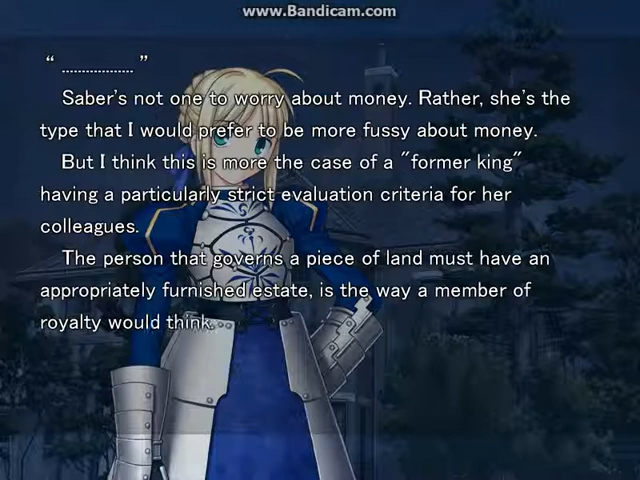 www.Bandicam.com
“ .................. ”
Saber's not one to worry about money. Rather, she's the
type that I would prefer to be more fussy about money.
But I think this is more the case of a "former king"
having a particularly strict evaluation criteria for her
colleagues.
The person that governs a piece of land must have an
appropriately furnished estate, is the way a member of
royalty would think.